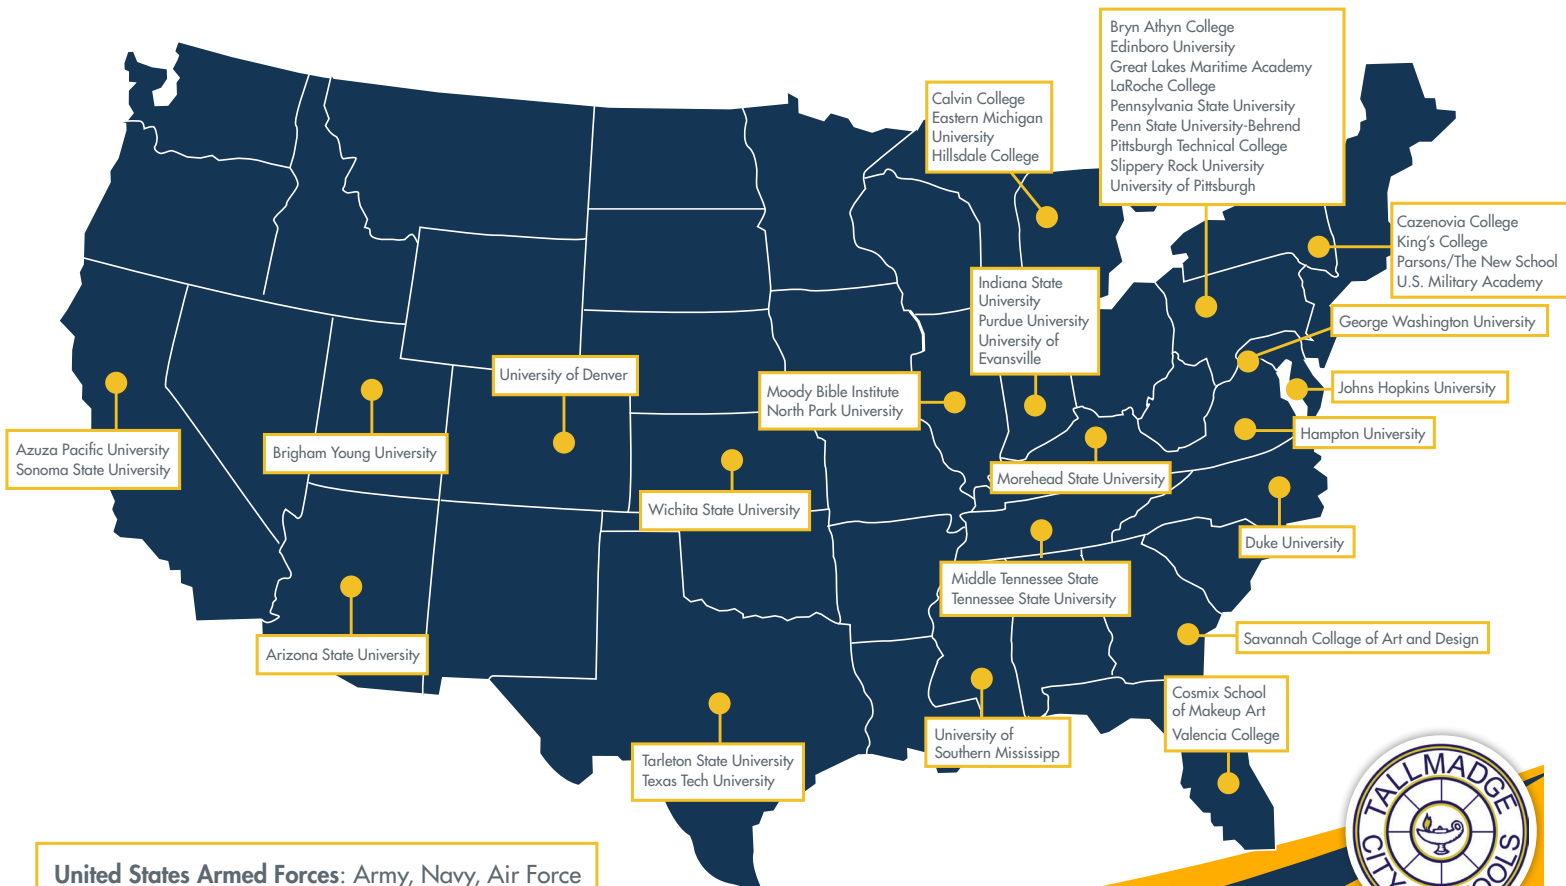 Bryn Athyn College
Edinboro University
Great Lakes Maritime Academy
LaRoche College
Pennsylvania State University
Penn State University-Behrend
Pittsburgh Technical College
Slippery Rock University
University of Pittsburgh
Calvin College
Eastern Michigan
University
Hillsdale College
Cazenovia College
King's College
Parsons/The New School
U.S. Military Academy
Indiana State
University
Purdue University
University of
Evansville
George Washington University
University of Denver
Moody Bible Institute
North Park University
Johns Hopkins University
Azuza Pacific University
Sonoma State University
Brigham Young University
Hampton University
Morehead State University
Wichita State University
Duke University
Middle Tennessee State
Tennessee State University
Arizona State University
Savannah Collage of Art and Design
Cosmix School
of Makeup Art
Valencia College
University of
Southern Mississipp
Tarleton State University
Texas Tech University
TALLMADGE
CITY
United States Armed Forces: Army, Navy, Air Force